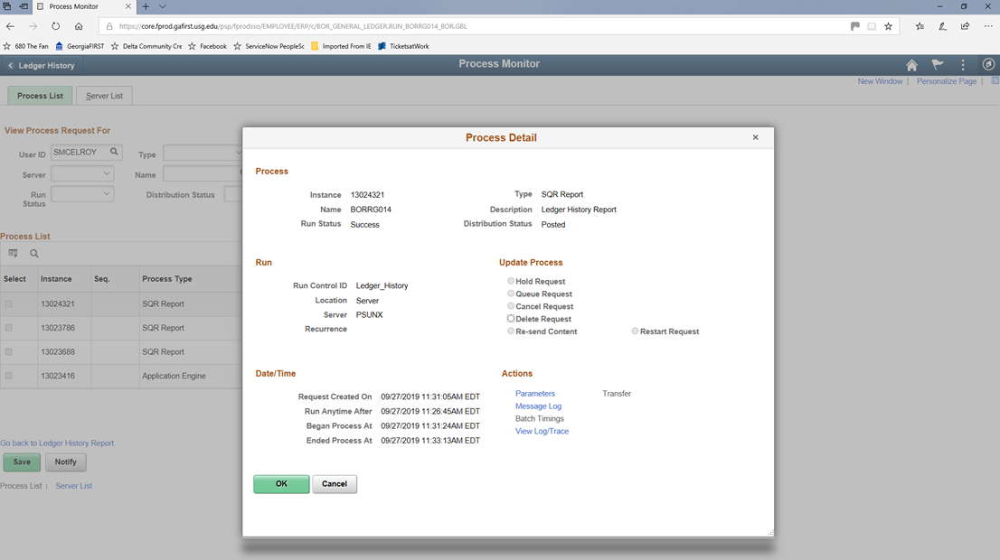 Process Monitor
https://core.fprod.gafirst.usg.edu/psp/fprodsso/EMPLOYEE/ERP/c/BOR_GENERAL_LEDGER.RUN_BORRG014_BOR.GBL
680 The Fan GeorgiaFIRST Delta Community Cre Facebook ServiceNow PeopleSc Imported From IE TicketsatWork
Ledger History Process Monitor
New Window | Personalize Page |
Process List Server List
View Process Request For
User ID SMCELROY Type
Server Name
Run Status Distribution Status
Process List
Select Instance Seq. Process Type
13024321 SQR Report
13023786 SQR Report
13023688 SQR Report
13023416 Application Engine
Go back to Ledger History Report
Save Notify
Process List | Server List
Process Detail
Process
Instance 13024321 Type SQR Report
Name BORRG014 Description Ledger History Report
Run Status Success Distribution Status Posted
Run Update Process
Run Control ID Ledger_History
Location Server
Server PSUNX
Recurrence
Hold Request
Queue Request
Cancel Request
Delete Request
Re-send Content Restart Request
Date/Time Actions
Request Created On 09/27/2019 11:31:05AM EDT
Run Anytime After 09/27/2019 11:26:45AM EDT
Began Process At 09/27/2019 11:31:24AM EDT
Ended Process At 09/27/2019 11:33:13AM EDT
Parameters Transfer
Message Log
Batch Timings
View Log/Trace
OK Cancel